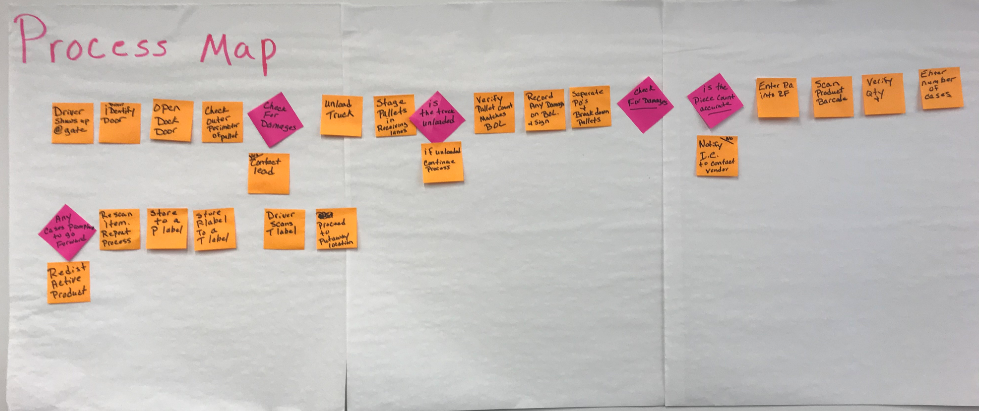 Process Map
Driver
Shows up
@gate
Identify
Door
Open
Dock
Door
Check
outer
Perimeter
of pallet
Check
For
Damages
Unload
Truck
Stage
Pallets
in
Receiving
lanes
is
the truck
unloaded
Verify
Pallet Count
Matches
BOL
Record
Any Damages
on BOL
& sign
Separate
Po's
Break down
Pallets
Check
For Damages
is the
Piece Count
accurate
Enter Po
into RF
Scan
Product
Barcode
Verify
Qty
Enter
number
of
cases
Yes
Contact
lead
if unloaded
Continue
Process
No
Notify
I.C.
to contact
vendor
Any
Cases
to go
Forward
Rescan
Item.
Repeat
Process
Store
to a
P label
Store
Plabel
To a
T label
Driver
Scans
T label
Proceed
to
Putaway
location
Redist
Active
Product